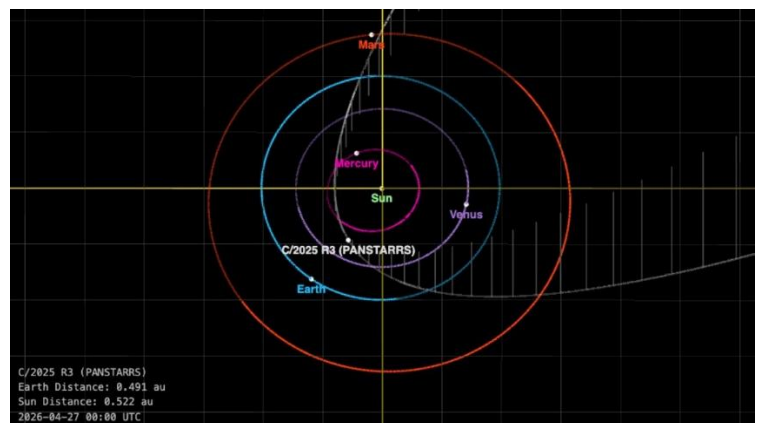 Mars
Mercury
Sun
Venus
C/2025 R3 (PANSTARRS)
Earth
C/2025 R3 (PANSTARRS)
Earth Distance: 0.491 au
Sun Distance: 0.522 au
2026-04-27 00:00 UTC